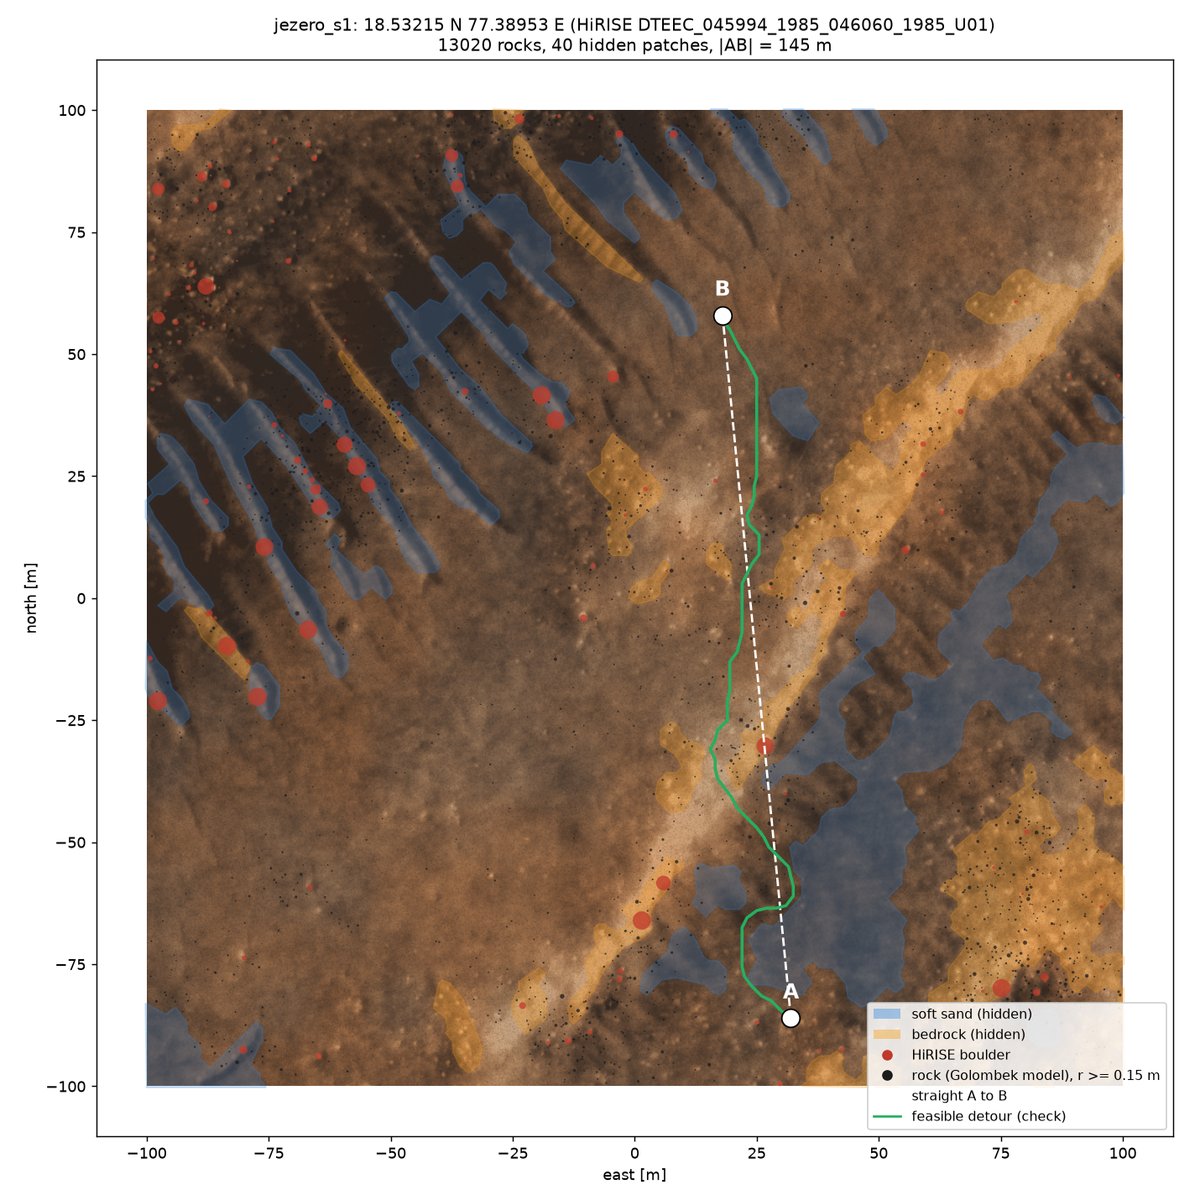 jezero_s1: 18.53215 N 77.38953 E (HiRISE DTEEC_045994_1985_046060_1985_U01)
13020 rocks, 40 hidden patches, |AB| = 145 m
100
75
50
25
0
−25
−50
−75
−100
north [m]
B
A
soft sand (hidden)
bedrock (hidden)
HiRISE boulder
rock (Golombek model), r >= 0.15 m
straight A to B
feasible detour (check)
−100 −75 −50 −25 0 25 50 75 100
east [m]